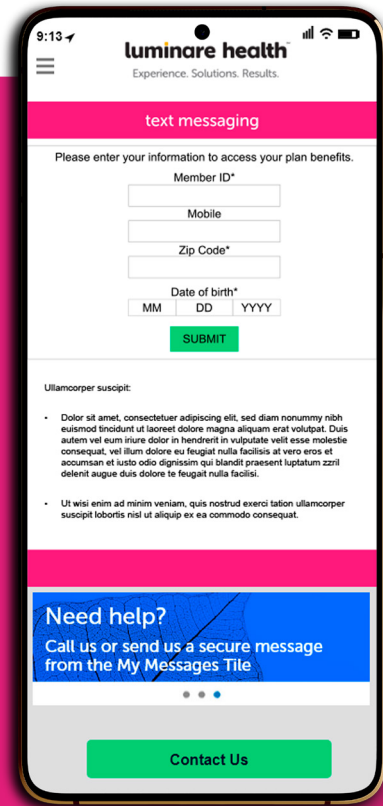 9:13
luminare health
Experience. Solutions. Results.
text messaging
Please enter your information to access your plan benefits.
Member ID*
Mobile
Zip Code*
Date of birth*
MM DD YYYY
SUBMIT
Ullamcorper suscipit:
• Dolor sit amet, consectetuer adipiscing elit, sed diam nonummy nibh
euismod tincidunt ut laoreet dolore magna aliquam erat volutpat. Duis
autem vel eum iriure dolor in hendrerit in vulputate velit esse molestie
consequat, vel illum dolore eu feugiat nulla facilisis at vero eros et
accumsan et iusto odio dignissim qui blandit praesent luptatum zzril
delenit augue duis dolore te feugait nulla facilisi.
• Ut wisi enim ad minim veniam, quis nostrud exerci tation ullamcorper
suscipit lobortis nisl ut aliquip ex ea commodo consequat.
Need help?
Call us or send us a secure message
from the My Messages Tile
Contact Us